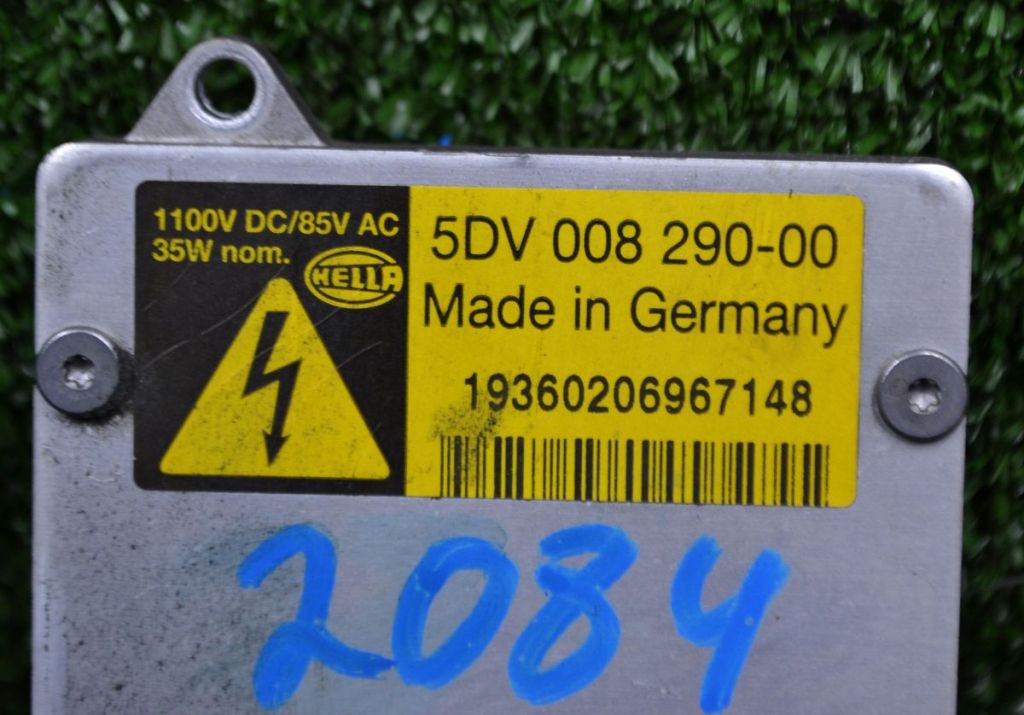 1100V DC/85V AC
35W nom.
HELLA
5DV 008 290-00
Made in Germany
19360206967148
2084